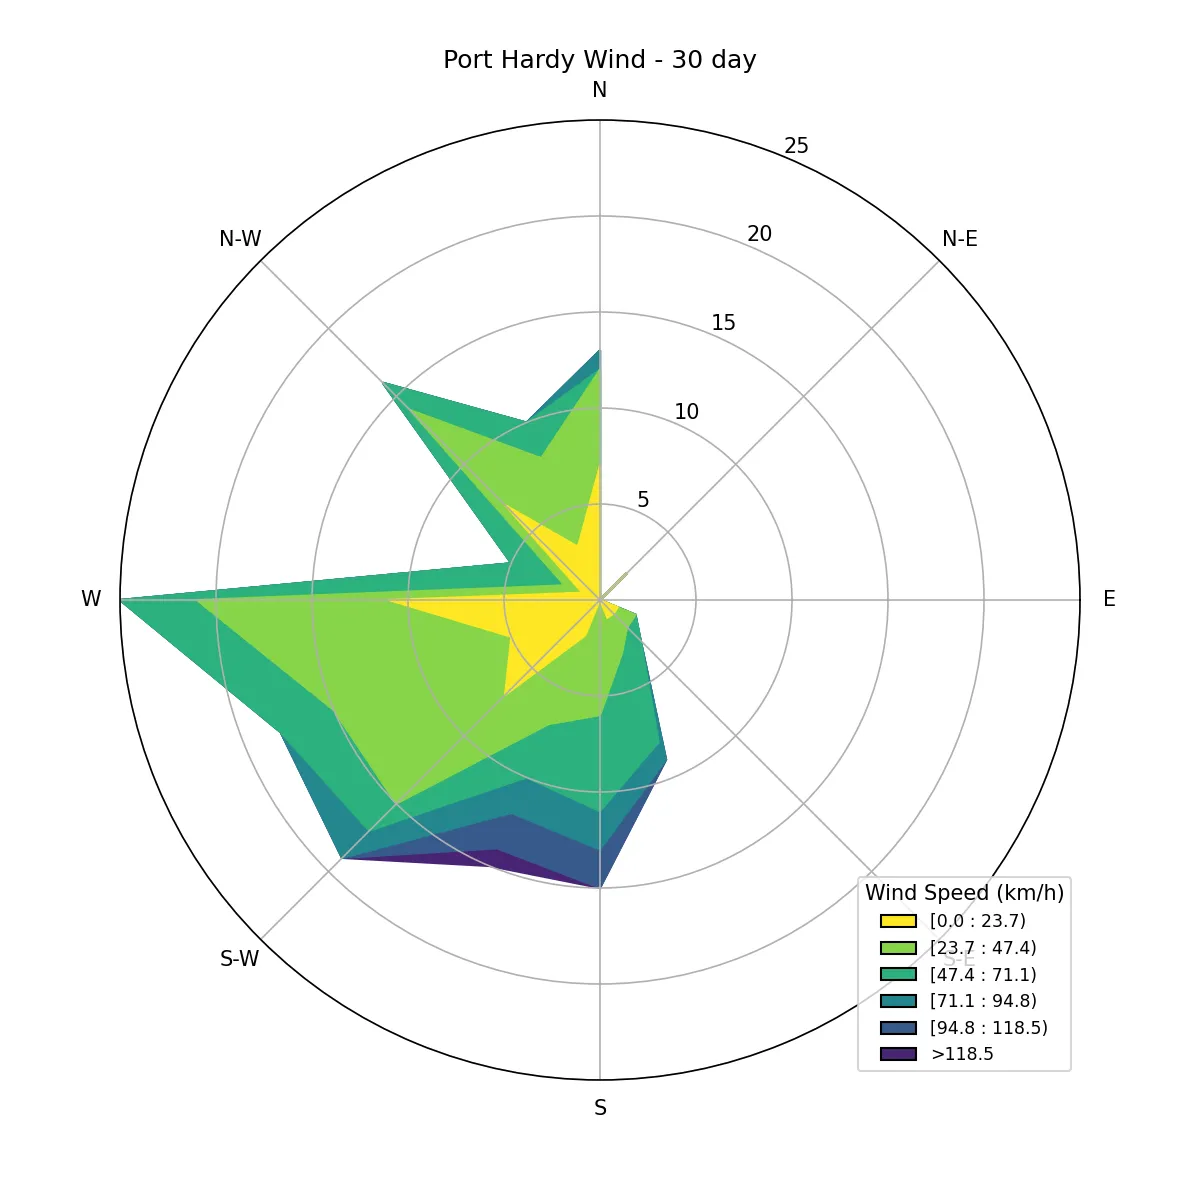 Port Hardy Wind - 30 day
N
25
N-W
20
N-E
15
10
5
W
E
S-W
S-E
Wind Speed (km/h)
[0.0 : 23.7)
[23.7 : 47.4)
[47.4 : 71.1)
[71.1 : 94.8)
[94.8 : 118.5)
>118.5
S